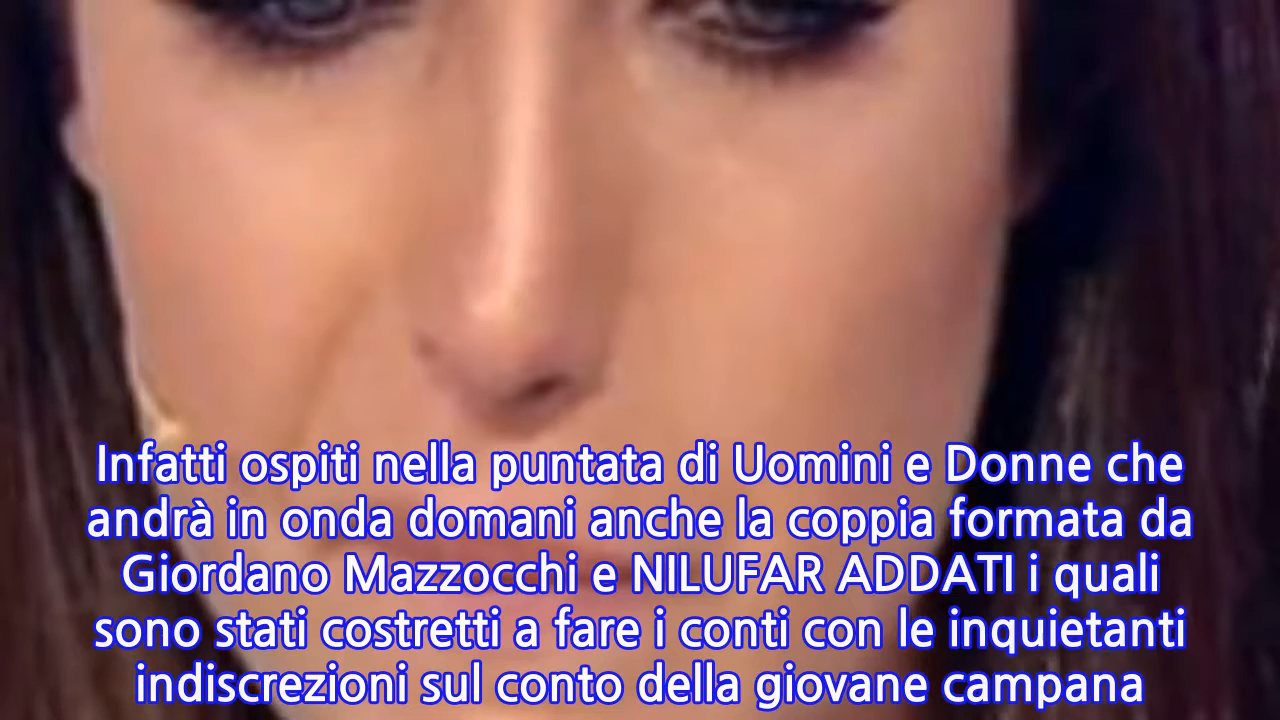 Infatti ospiti nella puntata di Uomini e Donne che
andrà in onda domani anche la coppia formata da
Giordano Mazzocchi e NILUFAR ADDATI i quali
sono stati costretti a fare i conti con le inquietanti
indiscrezioni sul conto della giovane campana